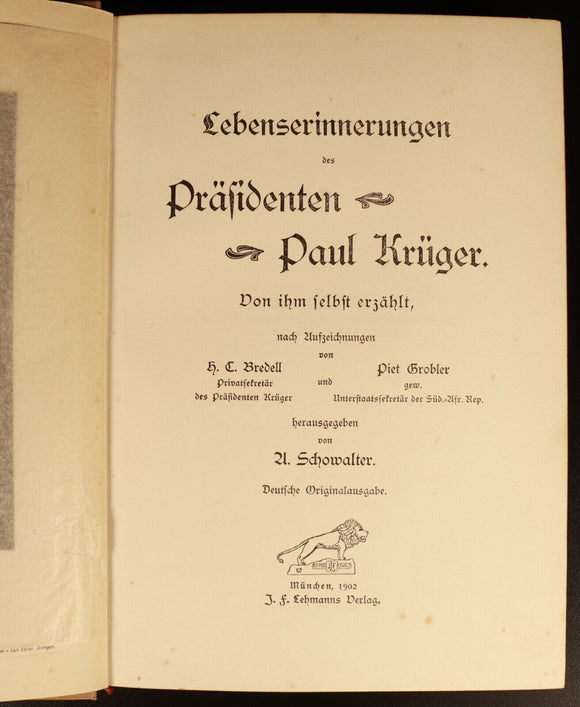 Lebenserinnerungen
des
Präsidenten
Paul Krüger.
Von ihm selbst erzählt,
nach Aufzeichnungen
von
H. C. Bredell
Privatsekretär
des Präsidenten Krüger
und
Piet Grobler
gew.
Unterstaatssekretär der Süd.-Afr. Rep.
herausgegeben
von
A. Schowalter.
Deutsche Originalausgabe.
München, 1902
J. F. Lehmanns Verlag.